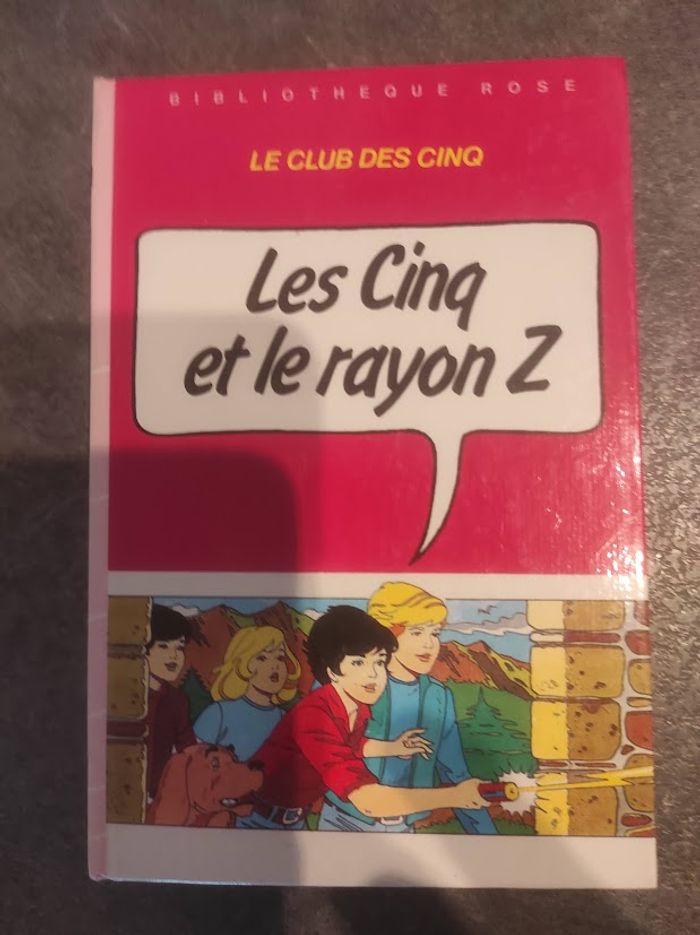 BIBLIOTHEQUE ROSE
LE CLUB DES CINQ
Les Cinq
et le rayon Z